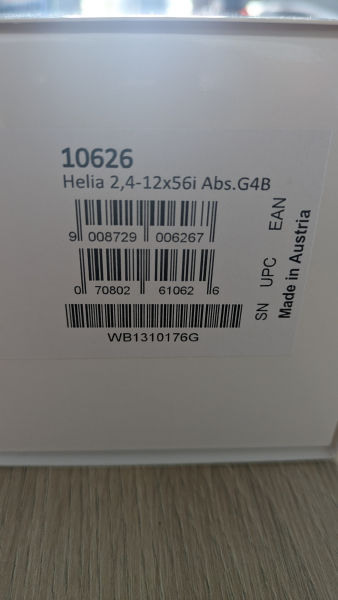 10626
Helia 2,4-12x56i Abs.G4B
9 008729 006267
EAN
0 70802 61062 6
UPC
WB1310176G
SN
Made in Austria